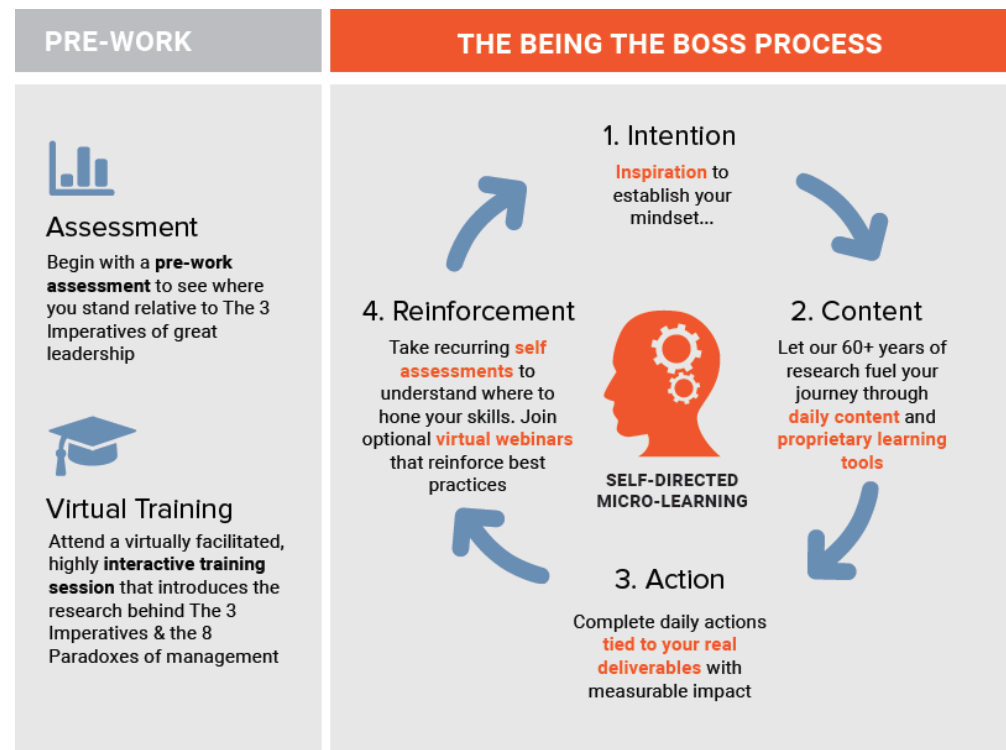 PRE-WORK
Assessment
Begin with a pre-work
assessment to see where
you stand relative to The 3
Imperatives of great
leadership
Virtual Training
Attend a virtually facilitated,
highly interactive training
session that introduces the
research behind The 3
Imperatives & the 8
Paradoxes of management
THE BEING THE BOSS PROCESS
1. Intention
Inspiration to
establish your
mindset...
2. Content
Let our 60+ years of
research fuel your
journey through
daily content and
proprietary learning
tools
3. Action
Complete daily actions
tied to your real
deliverables with
measurable impact
4. Reinforcement
Take recurring self
assessments to
understand where to
hone your skills. Join
optional virtual webinars
that reinforce best
practices
SELF-DIRECTED
MICRO-LEARNING